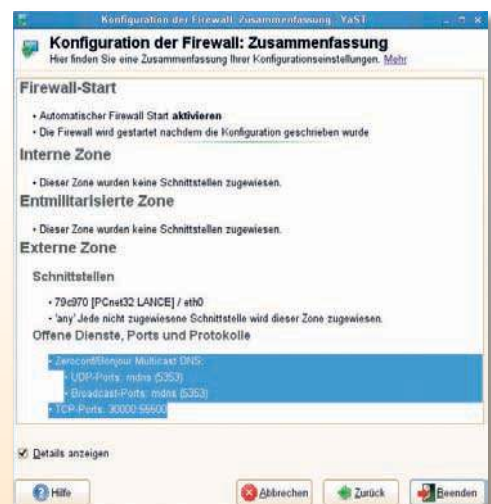 Konfiguration der Firewall: Zusammenfassung - YaST
Konfiguration der Firewall: Zusammenfassung
Hier finden Sie eine Zusammenfassung Ihrer Konfigurationseinstellungen. Mehr
Firewall-Start
• Automatischer Firewall Start aktivieren
• Die Firewall wird gestartet nachdem die Konfiguration geschrieben wurde
Interne Zone
• Dieser Zone wurden keine Schnittstellen zugewiesen.
Entmilitarisierte Zone
• Dieser Zone wurden keine Schnittstellen zugewiesen.
Externe Zone
Schnittstellen
• 79c970 [PCnet32 LANCE] / eth0
• 'any' Jede nicht zugewiesene Schnittstelle wird dieser Zone zugewiesen.
Offene Dienste, Ports und Protokolle
• Zeroconf/Bonjour Multicast DNS:
• UDP-Ports: mdns (5353)
• Broadcast-Ports: mdns (5353)
• TCP-Ports: 30000:
Details anzeigen
Hilfe
Abbrechen
Zurück
Beenden